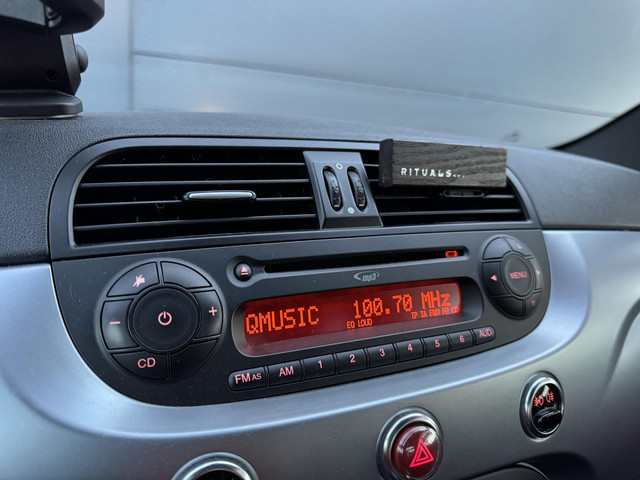 RITUALS...
mp3
MENU
QMUSIC 100.70 MHz
EQ LOUD
TP TA
CD
FM AS AM 1 2 3 4 5 6 AUD